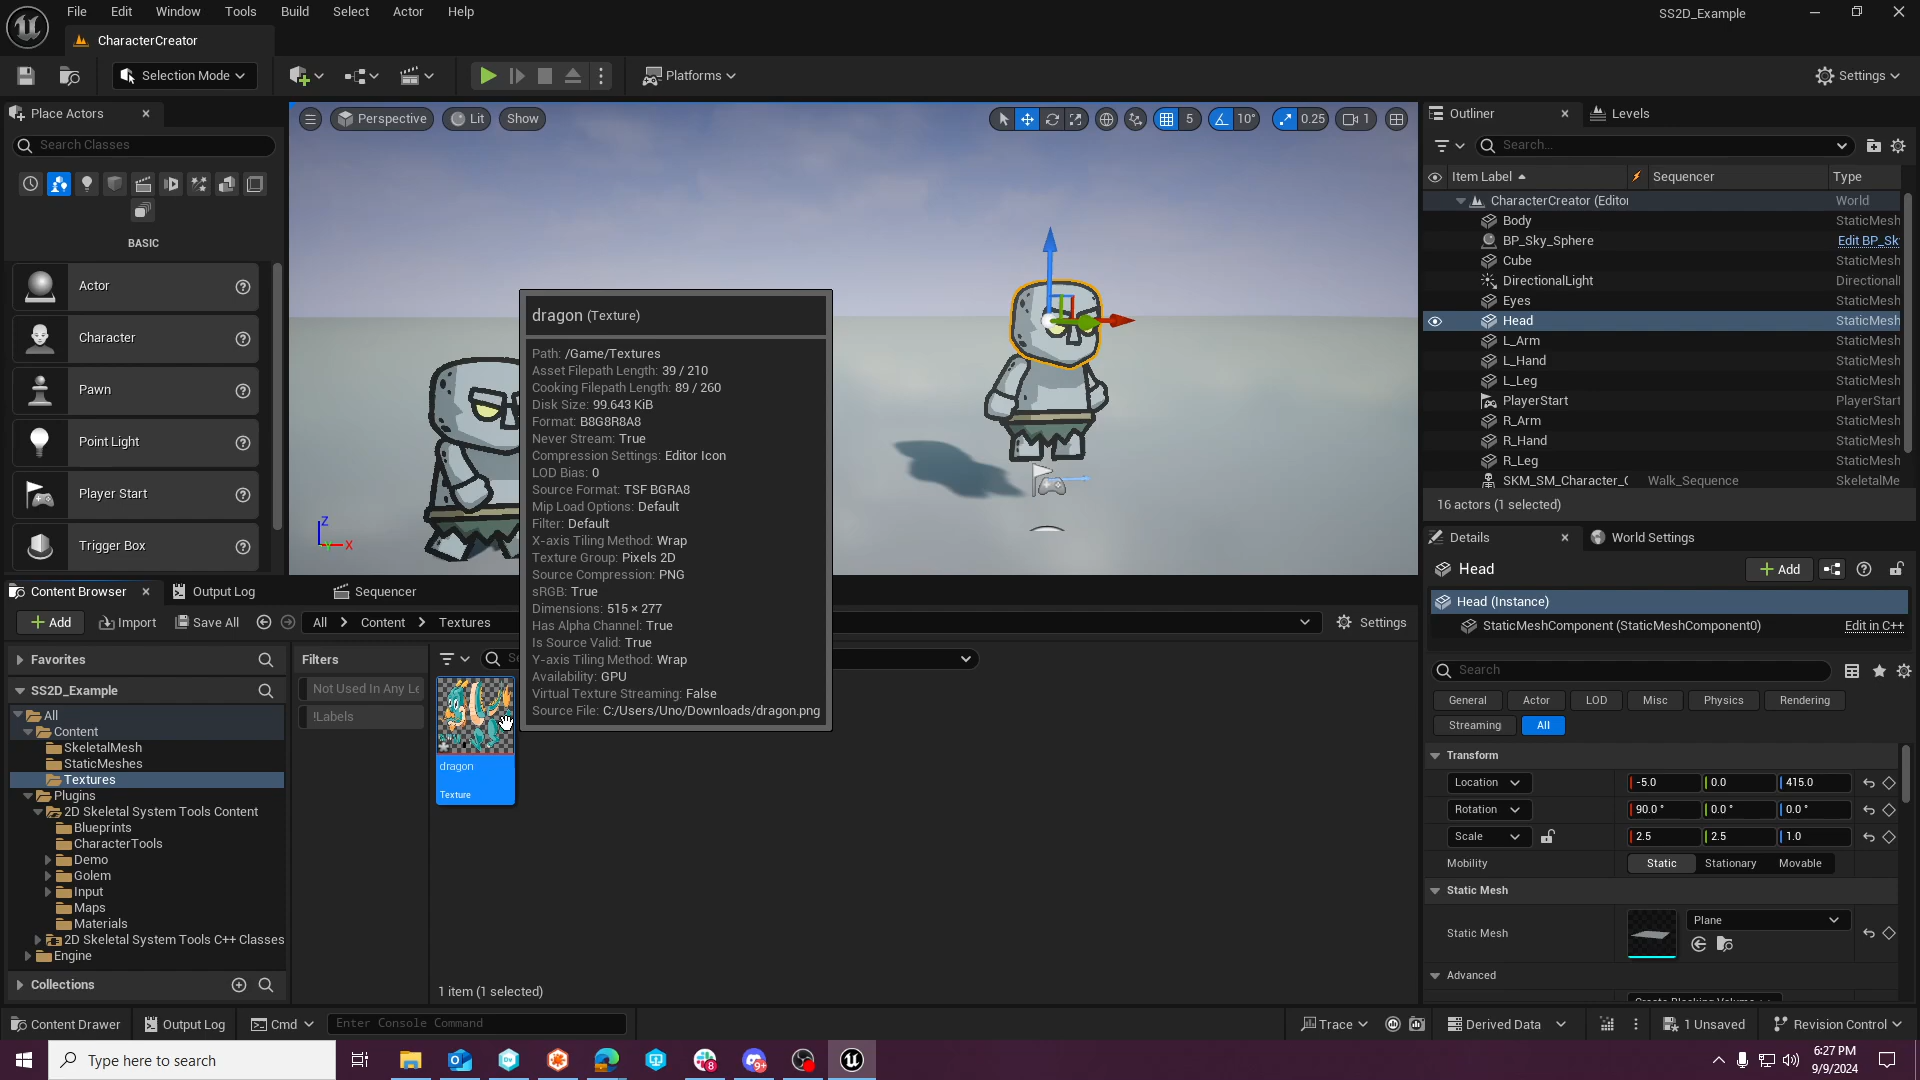 File Edit Window Tools Build Select Actor Help
SS2D_Example
CharacterCreator
Selection Mode
Platforms
Settings
Place Actors
Search Classes
BASIC
Actor
Character
Pawn
Point Light
Player Start
Trigger Box
Perspective
Lit
Show
5
10°
0.25
1
Z
X
dragon (Texture)
Path: /Game/Textures
Asset Filepath Length: 39 / 210
Cooking Filepath Length: 89 / 260
Disk Size: 99.643 KiB
Format: B8G8R8A8
Never Stream: True
Compression Settings: Editor Icon
LOD Bias: 0
Source Format: TSF BGRA8
Mip Load Options: Default
Filter: Default
X-axis Tiling Method: Wrap
Texture Group: Pixels 2D
Source Compression: PNG
sRGB: True
Dimensions: 515 × 277
Has Alpha Channel: True
Is Source Valid: True
Y-axis Tiling Method: Wrap
Availability: GPU
Virtual Texture Streaming: False
Source File: C:/Users/Uno/Downloads/dragon.png
Outliner
Levels
Search...
Item Label Sequencer Type
CharacterCreator (Editor World
Body StaticMesh
BP_Sky_Sphere Edit BP_Sk
Cube StaticMesh
DirectionalLight Directional
Eyes StaticMesh
Head StaticMesh
L_Arm StaticMesh
L_Hand StaticMesh
L_Leg StaticMesh
PlayerStart PlayerStart
R_Arm StaticMesh
R_Hand StaticMesh
R_Leg StaticMesh
SKM_SM_Character_ Walk_Sequence SkeletalMe
16 actors (1 selected)
Details
World Settings
Head
Add
Head (Instance)
StaticMeshComponent (StaticMeshComponent0) Edit in C++
Search
General Actor LOD Misc Physics Rendering
Streaming All
Transform
Location -5.0 0.0 415.0
Rotation 90.0 ° 0.0 ° 0.0 °
Scale 2.5 2.5 1.0
Mobility Static Stationary Movable
Static Mesh
Static Mesh
Plane
Advanced
Content Browser
Output Log
Sequencer
Add
Import
Save All
All > Content > Textures
Settings
Favorites
SS2D_Example
All
Content
SkeletalMesh
StaticMeshes
Textures
Plugins
2D Skeletal System Tools Content
Blueprints
CharacterTools
Demo
Golem
Input
Maps
Materials
2D Skeletal System Tools C++ Classes
Engine
Collections
Filters
Not Used In Any Le
!Labels
dragon
Texture
1 item (1 selected)
Content Drawer
Output Log
Cmd
Enter Console Command
Trace
Derived Data
1 Unsaved
Revision Control
Type here to search
8
9+
6:27 PM
9/9/2024